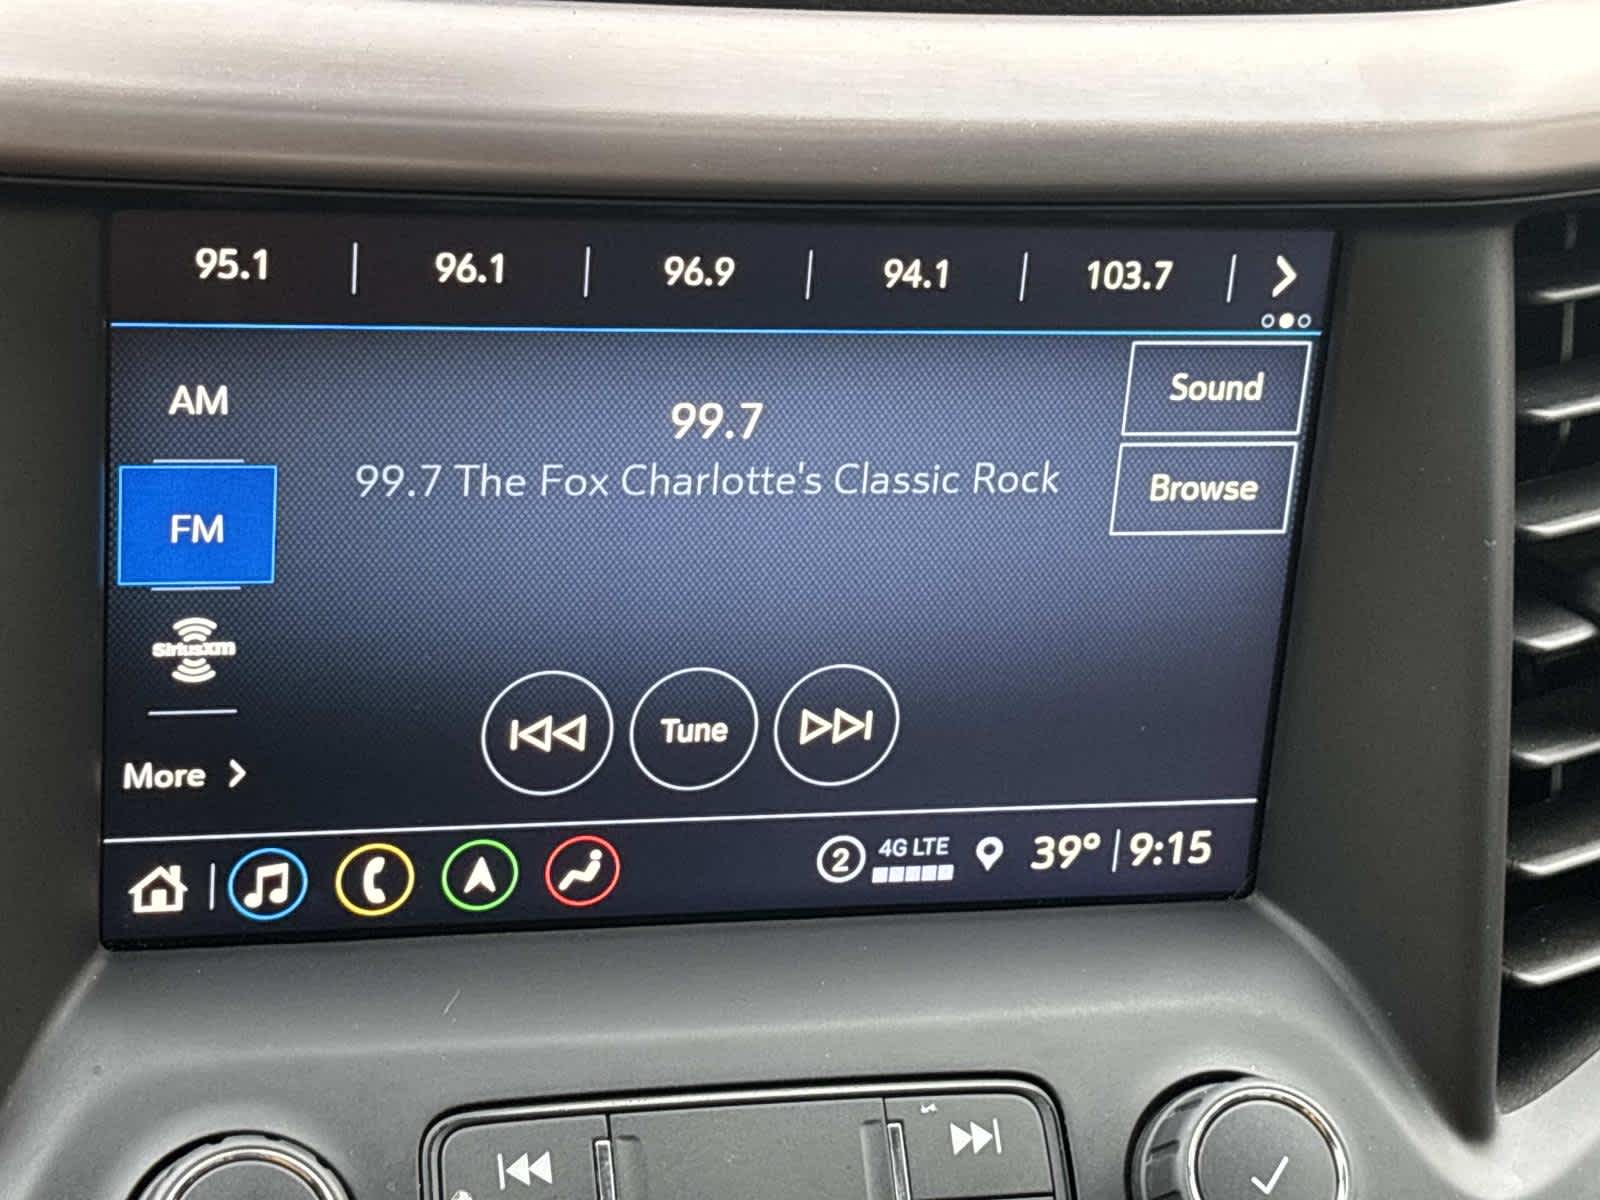 95.1 | 96.1 | 96.9 | 94.1 | 103.7 |
AM
99.7
Sound
99.7 The Fox Charlotte's Classic Rock
Browse
FM
SiriusXm
Tune
More
2 4G LTE 39° | 9:15